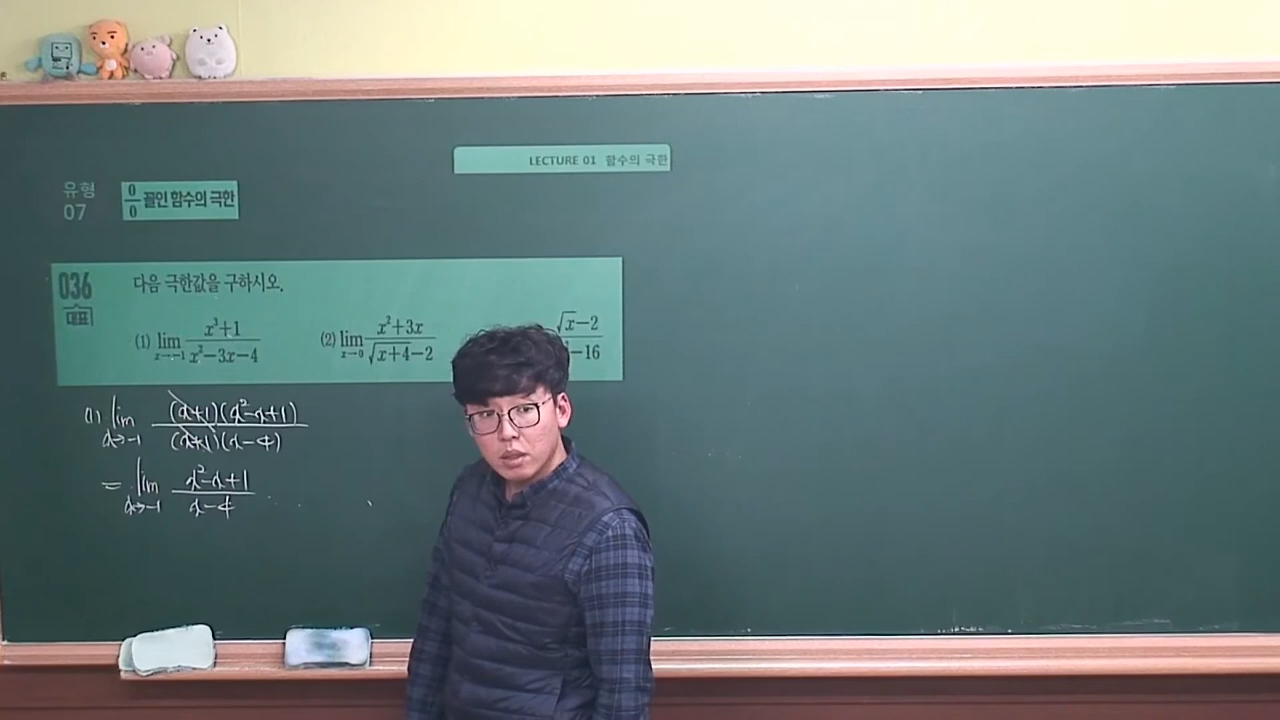 LECTURE 01 함수의 극한
유형 07
0/0 꼴인 함수의 극한
036 대표 다음 극한값을 구하시오.
(1) lim x→-1 (x³+1)/(x²-3x-4) (2) lim x→0 (x²+3x)/(√(x+4)-2) (√x-2)/( -16)
(1) lim x→-1 (x+1)(x²-x+1)/(x+1)(x-4)
= lim x→-1 (x²-x+1)/(x-4)